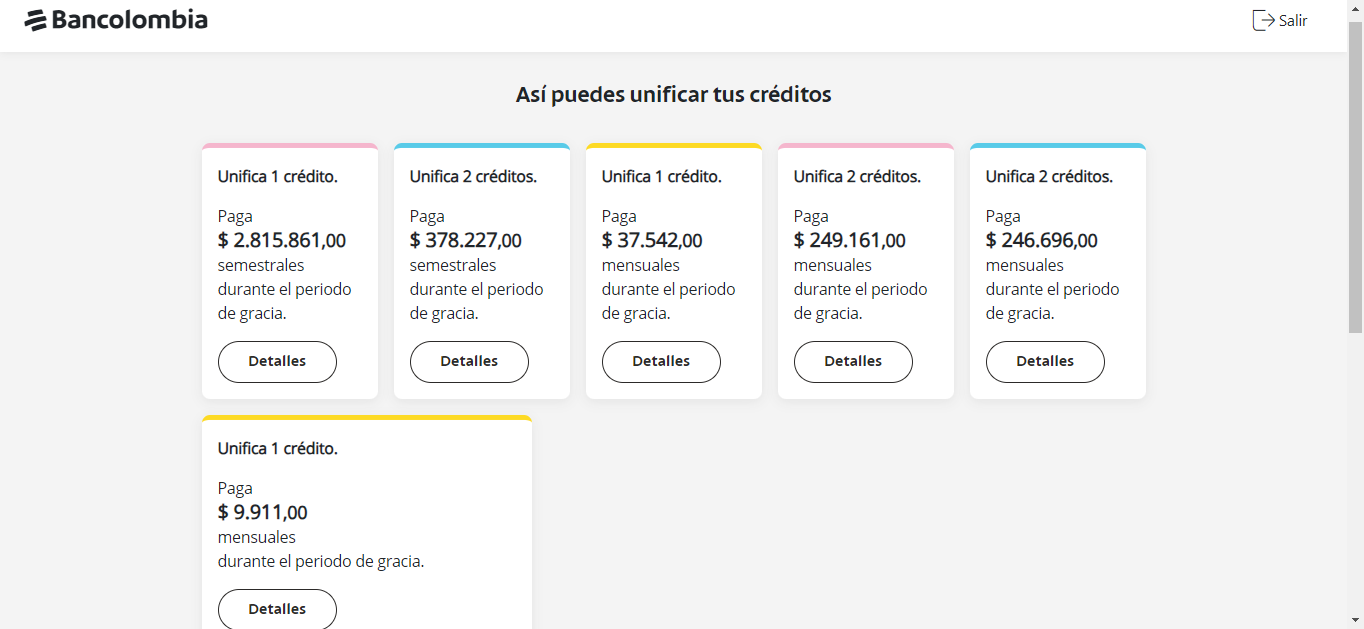 Bancolombia
Salir
Así puedes unificar tus créditos
Unifica 1 crédito.
Paga
$ 2.815.861,00
semestrales
durante el periodo
de gracia.
Detalles
Unifica 2 créditos.
Paga
$ 378.227,00
semestrales
durante el periodo
de gracia.
Detalles
Unifica 1 crédito.
Paga
$ 37.542,00
mensuales
durante el periodo
de gracia.
Detalles
Unifica 2 créditos.
Paga
$ 249.161,00
mensuales
durante el periodo
de gracia.
Detalles
Unifica 2 créditos.
Paga
$ 246.696,00
mensuales
durante el periodo
de gracia.
Detalles
Unifica 1 crédito.
Paga
$ 9.911,00
mensuales
durante el periodo de gracia.
Detalles